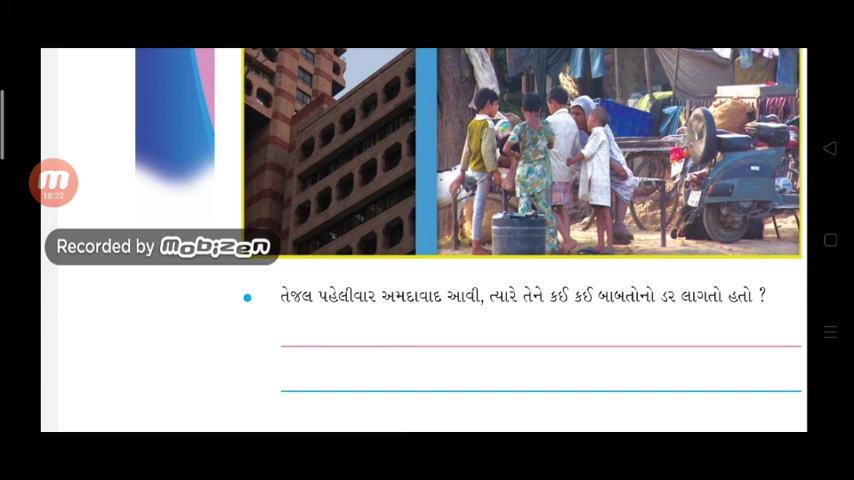 18:22
Recorded by mobizen
તેજલ પહેલીવાર અમદાવાદ આવી, ત્યારે તેને કઈ કઈ બાબતોનો ડર લાગતો હતો ?